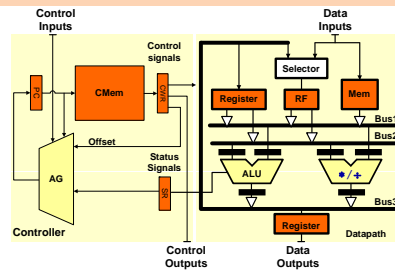 Control
Inputs
Data
Inputs
Control
signals
Selector
PC
CMem
CWR
Register
RF
Mem
Bus1
Bus2
Offset
Status
Signals
AG
SR
ALU
* / ÷
Bus3
Controller
Register
Datapath
Control
Outputs
Data
Outputs